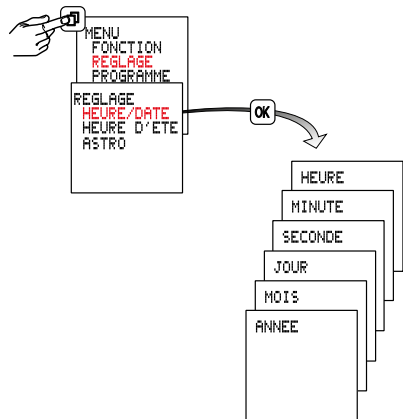 MENU
FONCTION
REGLAGE
PROGRAMME
REGLAGE
HEURE/DATE
HEURE D'ETE
ASTRO
OK
HEURE
MINUTE
SECONDE
JOUR
MOIS
ANNEE